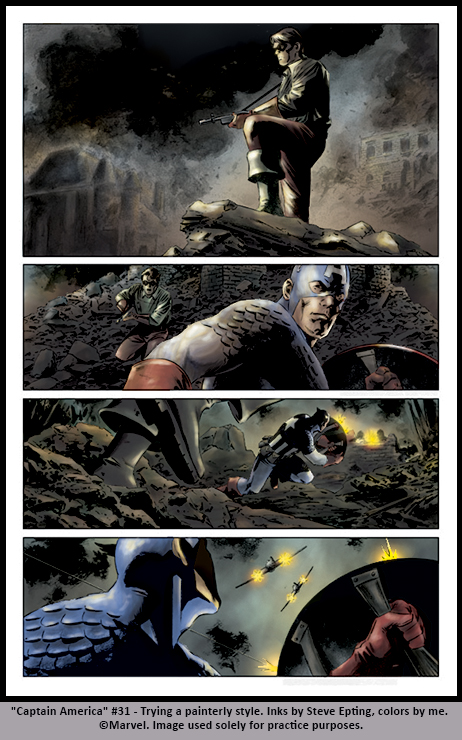 "Captain America" #31 - Trying a painterly style. Inks by Steve Epting, colors by me.
©Marvel. Image used solely for practice purposes.